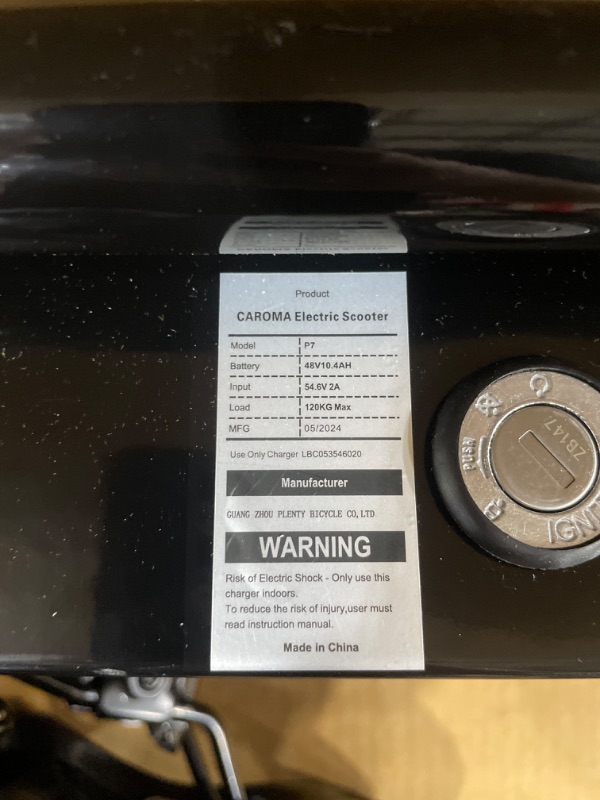 Product
CAROMA Electric Scooter
Model P7
Battery 48V10.4AH
Input 54.6V 2A
Load 120KG Max
MFG 05/2024
Use Only Charger LBC053546020
Manufacturer
GUANG ZHOU PLENTY BICYCLE CO,LTD
WARNING
Risk of Electric Shock - Only use this
charger indoors.
To reduce the risk of injury,user must
read instruction manual.
Made in China
PUSH
ZB147